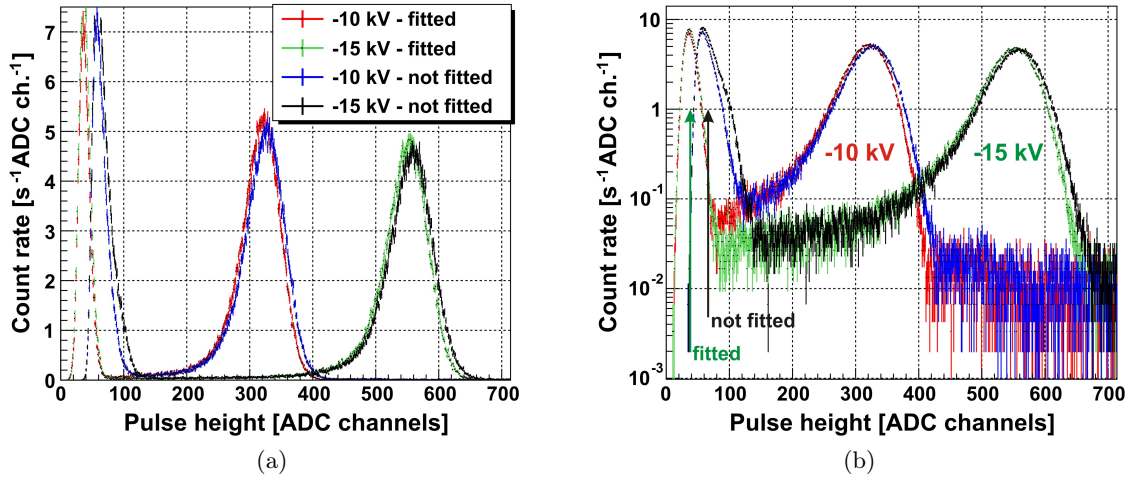 -10 kV - fitted
-15 kV - fitted
-10 kV - not fitted
-15 kV - not fitted
Count rate [s⁻¹ADC ch.⁻¹]
7
6
5
4
3
2
1
0
0 100 200 300 400 500 600 700
Pulse height [ADC channels]
(a)
Count rate [s⁻¹ADC ch.⁻¹]
10
1
10⁻¹
10⁻²
10⁻³
-10 kV
-15 kV
not fitted
fitted
0 100 200 300 400 500 600 700
Pulse height [ADC channels]
(b)